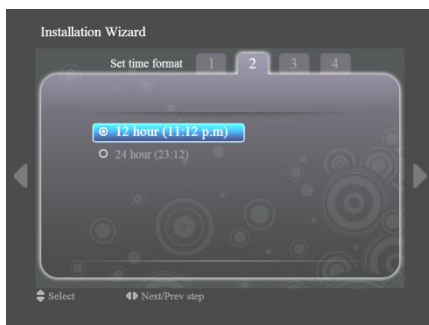 Installation Wizard
Set time format 1 2 3 4
12 hour (11:12 p.m)
24 hour (23:12)
Select Next/Prev step